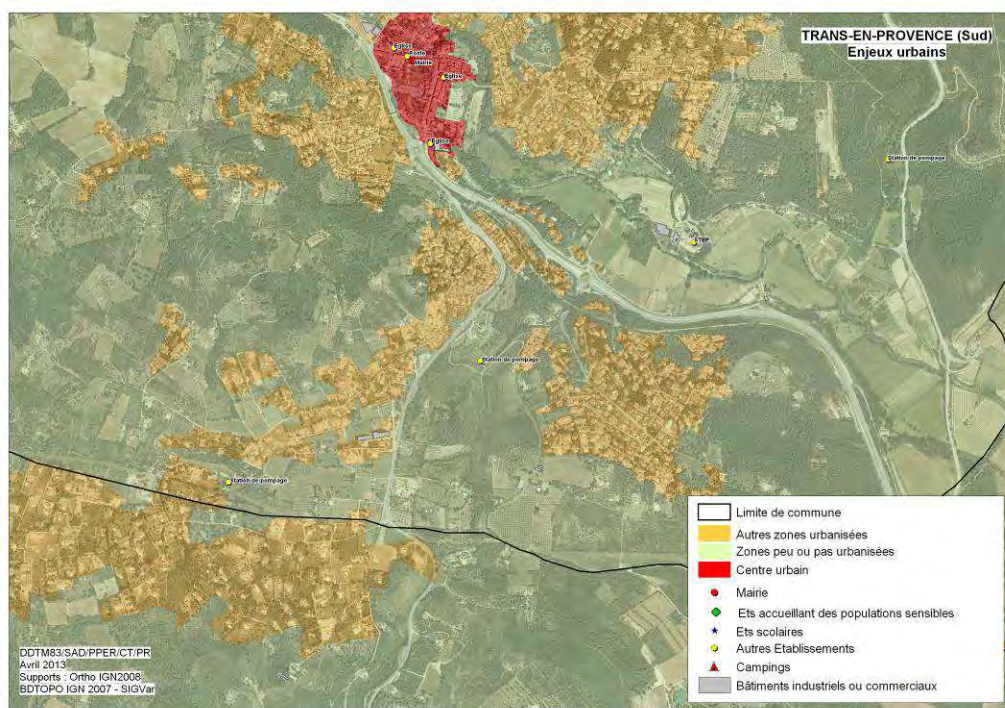 TRANS-EN-PROVENCE (Sud)
Enjeux urbains
Eglise
Poste
Mairie
Eglise
Eglise
Station de pompage
STEP
Station de pompage
Station de pompage
Limite de commune
Autres zones urbanisées
Zones peu ou pas urbanisées
Centre urbain
Mairie
Ets accueillant des populations sensibles
Ets scolaires
Autres Etablissements
Campings
Bâtiments industriels ou commerciaux
DDTM83/SAD/PPER/CT/PR
Avril 2013
Supports : Ortho IGN2008
BDTOPO IGN 2007 - SIGVar